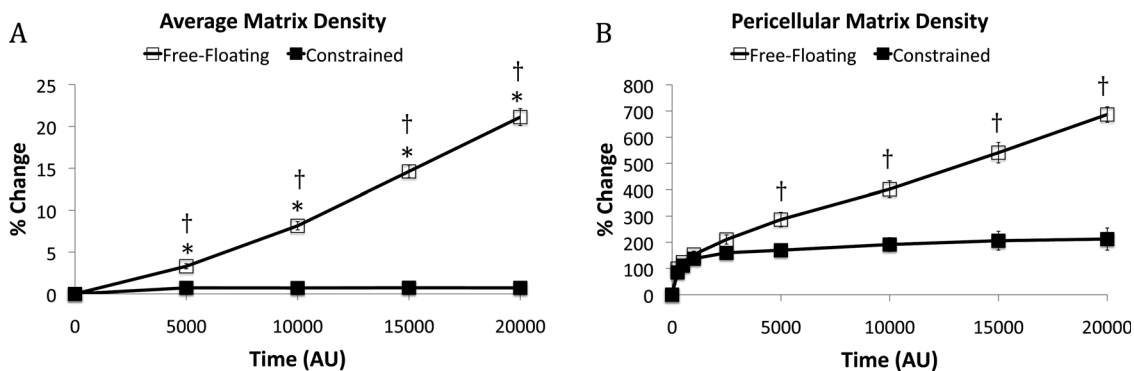 A
Average Matrix Density
Free-Floating Constrained
% Change
25
20
15
10
5
0
† * † * † * † *
0 5000 10000 15000 20000
Time (AU)
B
Pericellular Matrix Density
Free-Floating Constrained
% Change
800
700
600
500
400
300
200
100
0
† † † †
0 5000 10000 15000 20000
Time (AU)